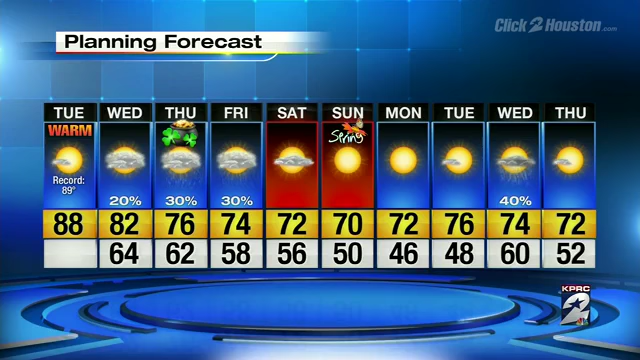 Click2Houston.com
Planning Forecast
TUE WED THU FRI SAT SUN MON TUE WED THU
WARM
Spring
Record:
89°
20% 30% 30% 40%
88 82 76 74 72 70 72 76 74 72
64 62 58 56 50 46 48 60 52
KPRC
2